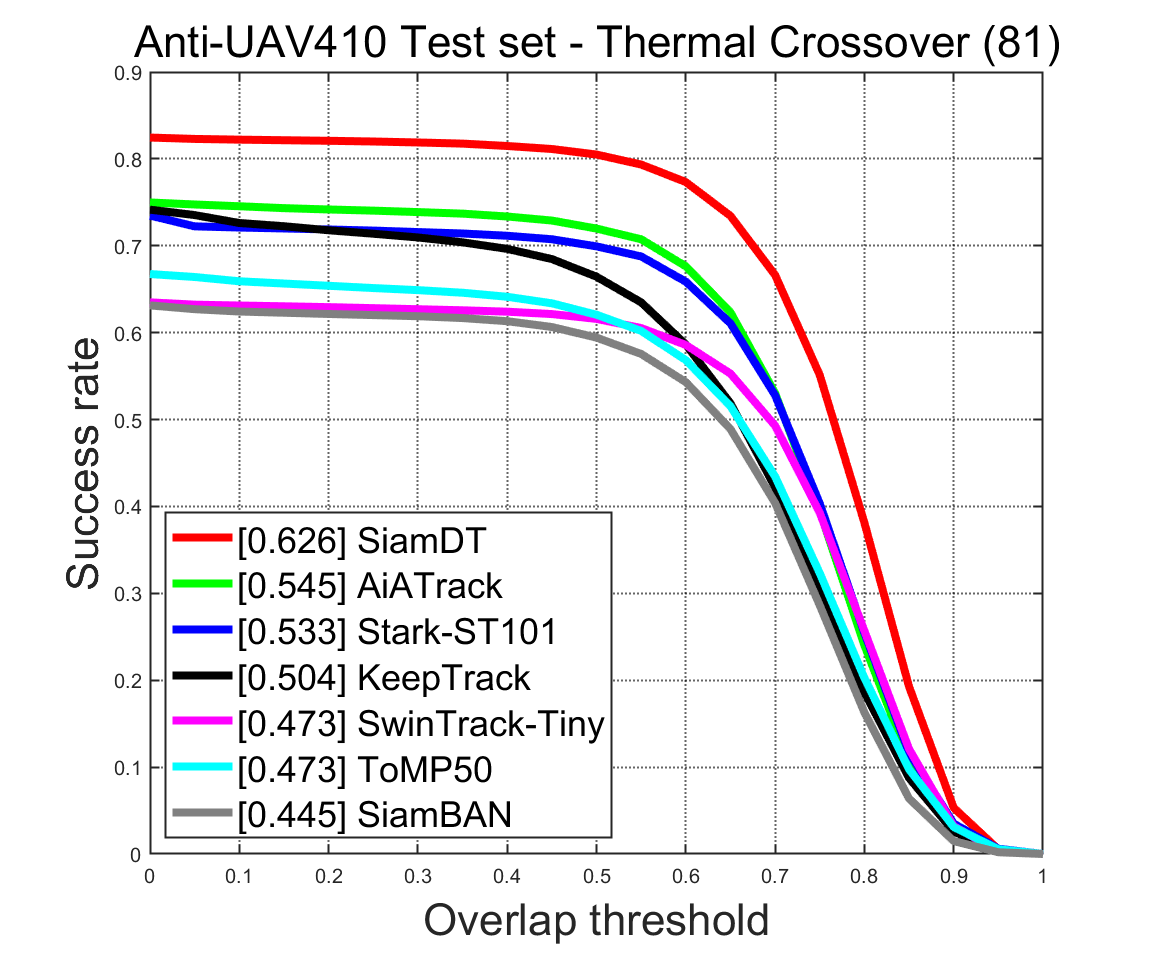 Anti-UAV410 Test set - Thermal Crossover (81)
0.9
0.8
0.7
0.6
0.5
0.4
0.3
0.2
0.1
0
Success rate
[0.626] SiamDT
[0.545] AiATrack
[0.533] Stark-ST101
[0.504] KeepTrack
[0.473] SwinTrack-Tiny
[0.473] ToMP50
[0.445] SiamBAN
0 0.1 0.2 0.3 0.4 0.5 0.6 0.7 0.8 0.9 1
Overlap threshold